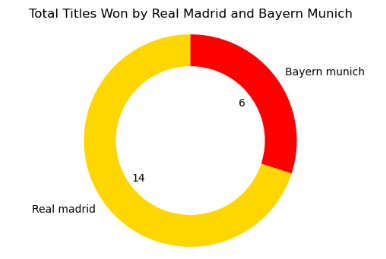 Total Titles Won by Real Madrid and Bayern Munich
Bayern munich
6
14
Real madrid